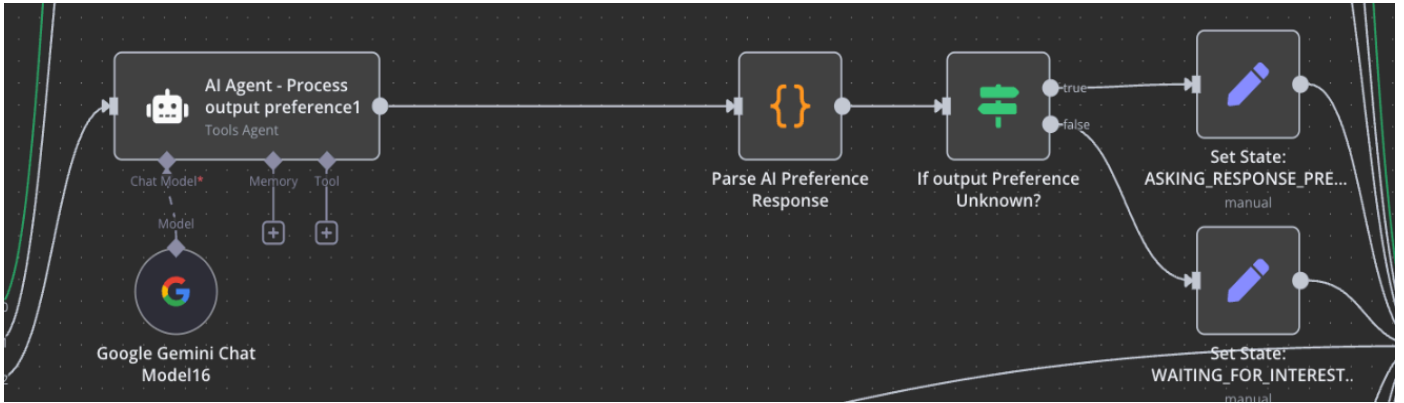 AI Agent - Process
output preference1
Tools Agent
Chat Model*
Memory
Tool
Model
Google Gemini Chat
Model16
Parse AI Preference
Response
If output Preference
Unknown?
true
false
Set State:
ASKING_RESPONSE_PRE...
manual
Set State:
WAITING_FOR_INTEREST..
manual